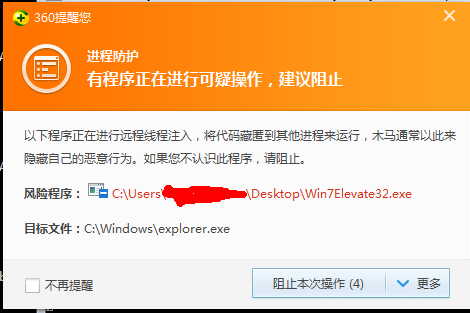 360提醒您
进程防护
有程序正在进行可疑操作，建议阻止
以下程序正在进行远程线程注入，将代码藏匿到其他进程来运行，木马通常以此来
隐藏自己的恶意行为。如果您不认识此程序，请阻止。
风险程序： C:\Users\ \Desktop\Win7Elevate32.exe
目标文件：C:\Windows\explorer.exe
不再提醒
阻止本次操作 (4)
更多